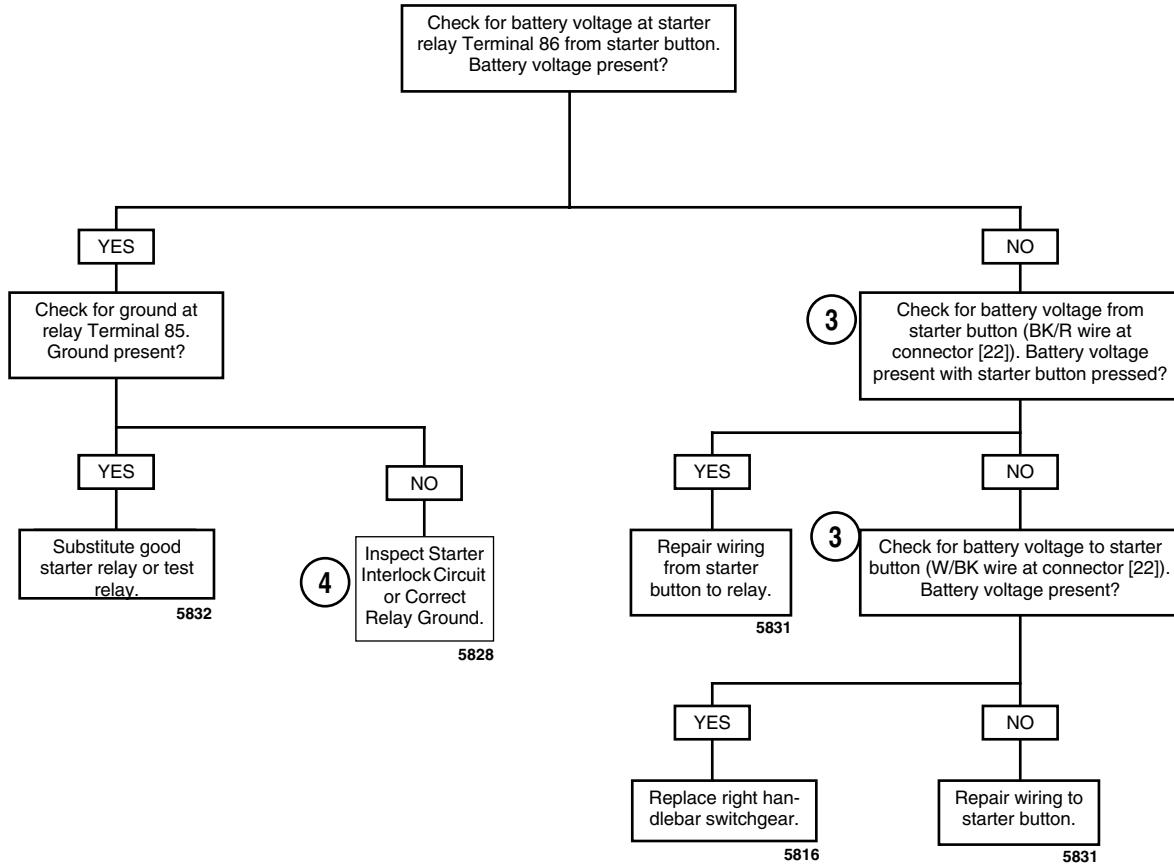 Check for battery voltage at starter
relay Terminal 86 from starter button.
Battery voltage present?
YES
NO
Check for ground at
relay Terminal 85.
Ground present?
3
Check for battery voltage from
starter button (BK/R wire at
connector [22]). Battery voltage
present with starter button pressed?
YES
NO
YES
NO
Substitute good
starter relay or test
relay.
5832
4
Inspect Starter
Interlock Circuit
or Correct
Relay Ground.
5828
Repair wiring
from starter
button to relay.
5831
3
Check for battery voltage to starter
button (W/BK wire at connector [22]).
Battery voltage present?
YES
NO
Replace right han-
dlebar switchgear.
5816
Repair wiring to
starter button.
5831